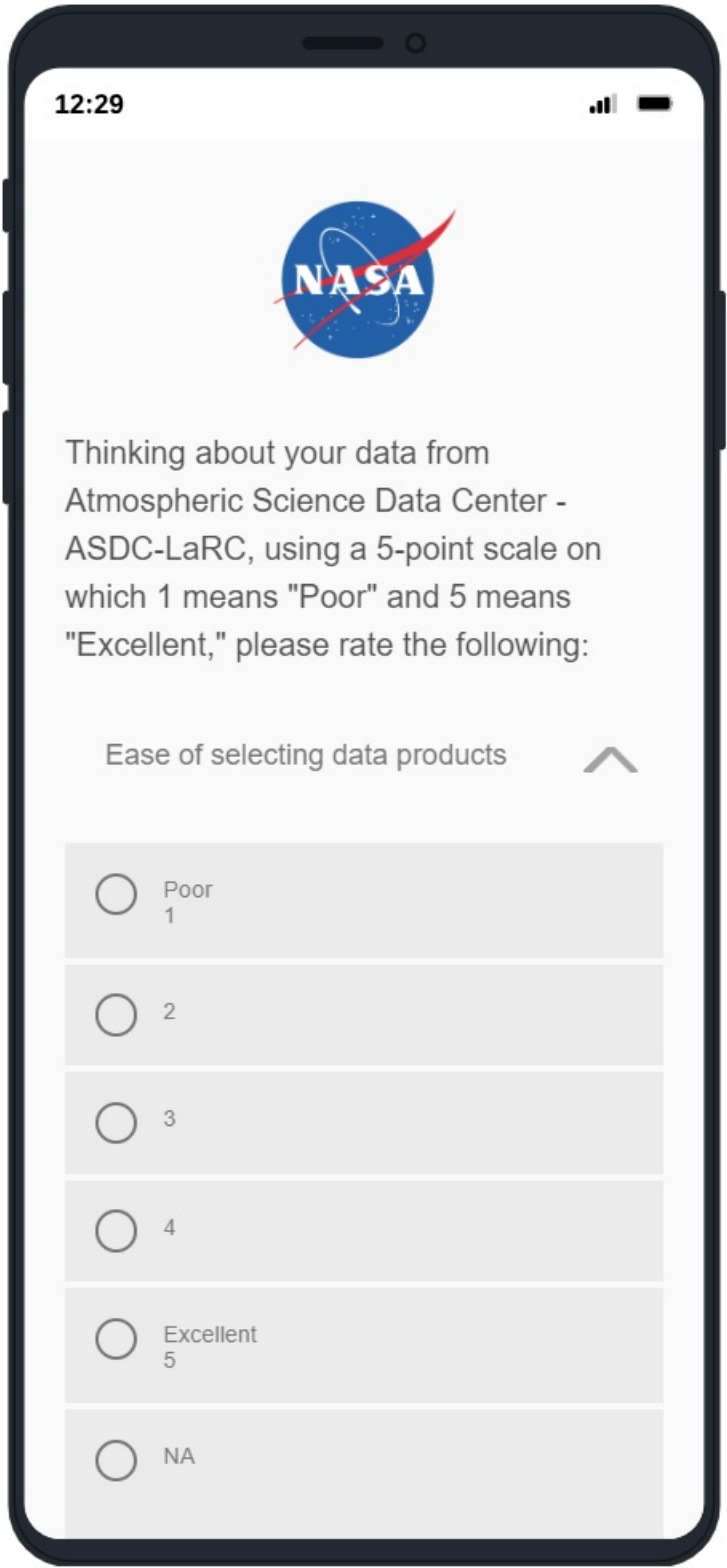 12:29
NASA
Thinking about your data from
Atmospheric Science Data Center -
ASDC-LaRC, using a 5-point scale on
which 1 means "Poor" and 5 means
"Excellent," please rate the following:
Ease of selecting data products
Poor
1
2
3
4
Excellent
5
NA